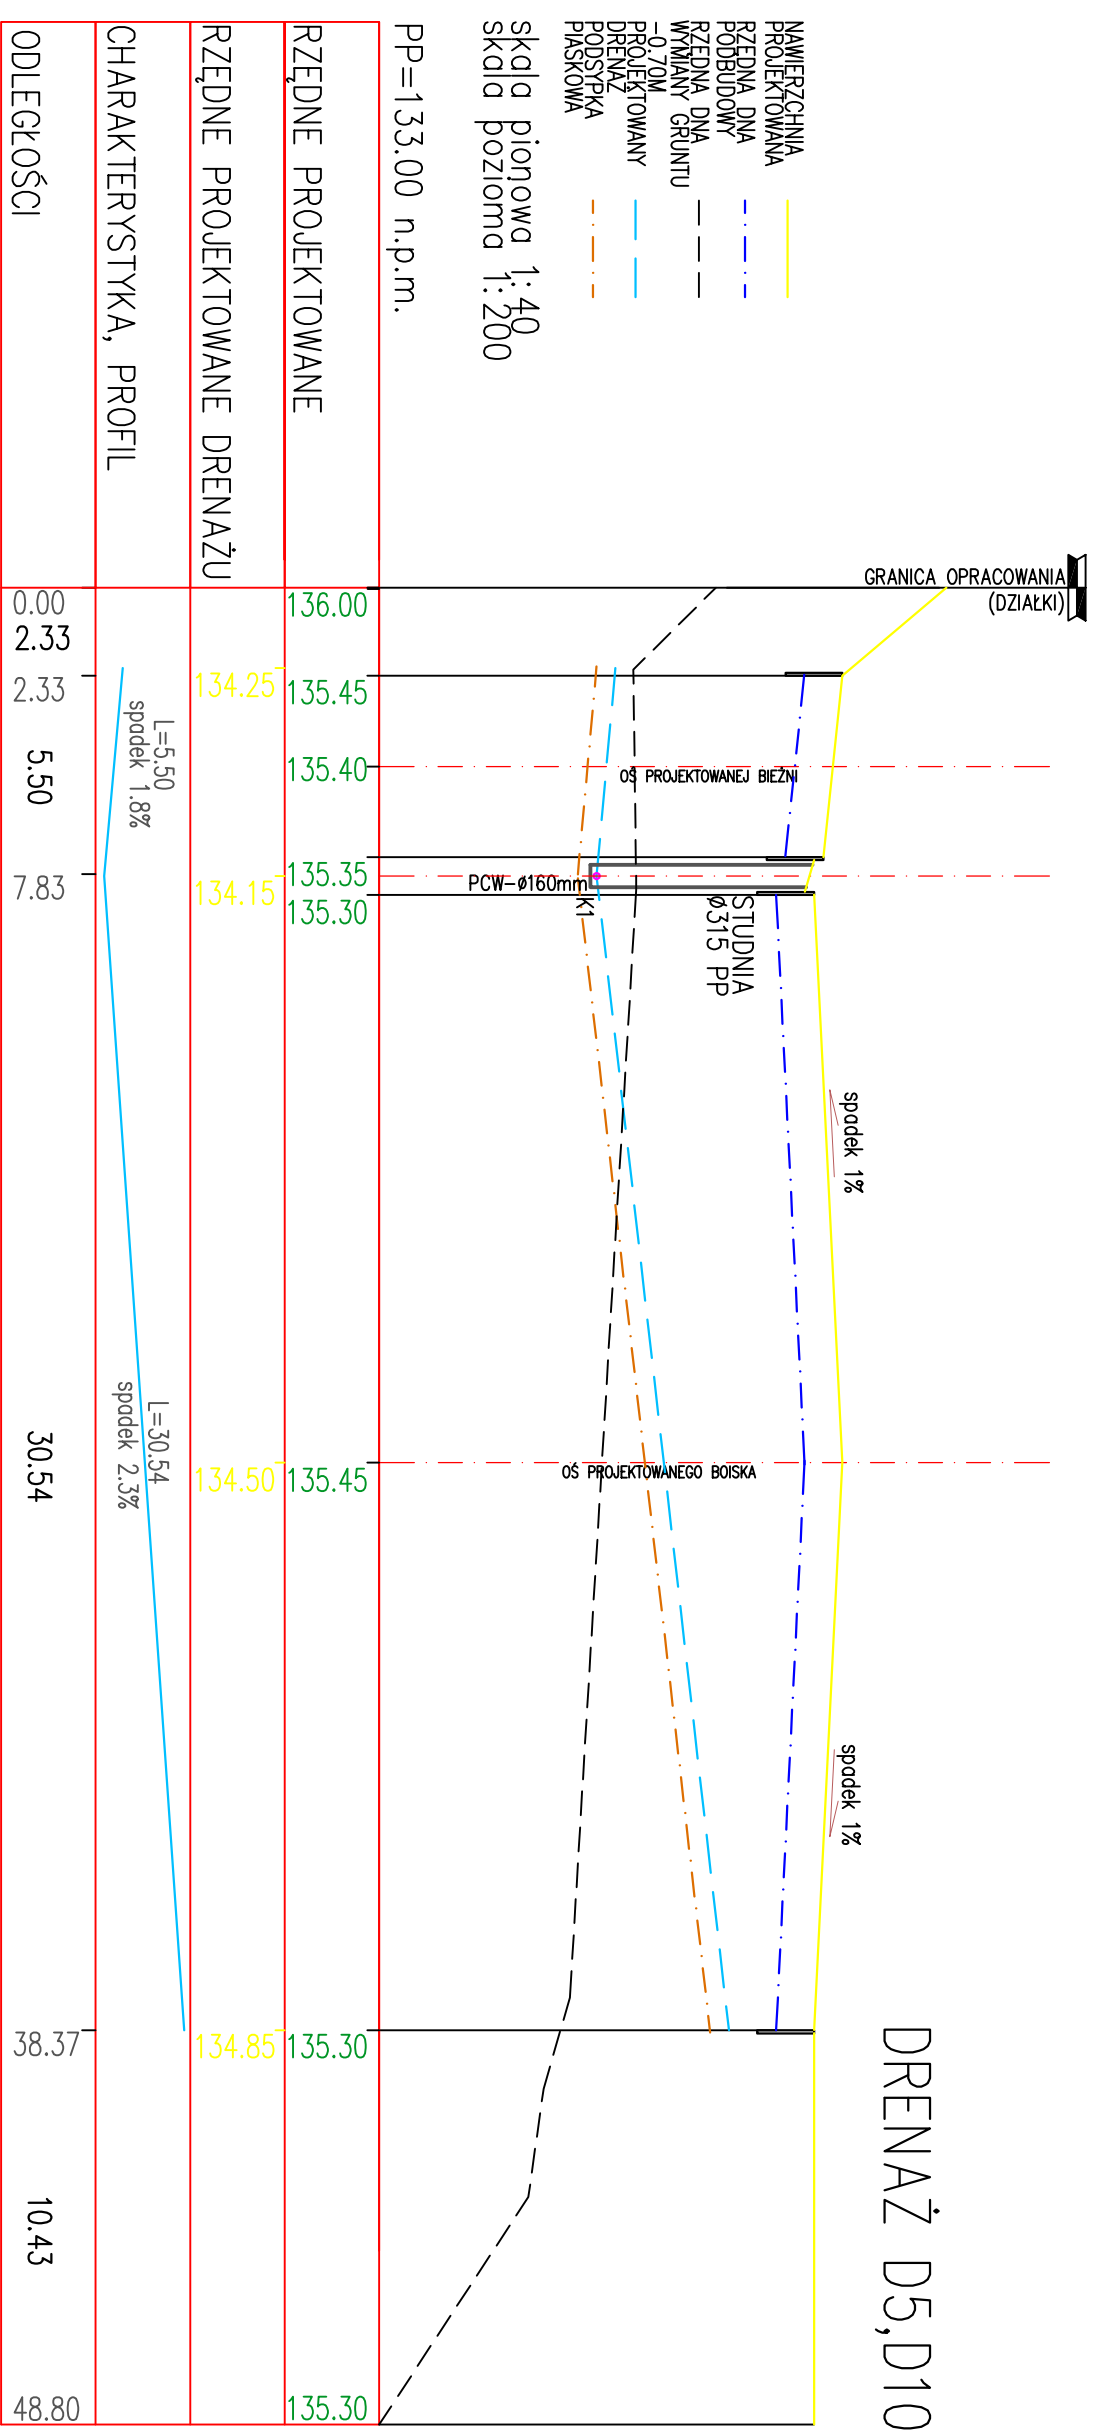 DRENAŻ D5,D10
GRANICA OPRACOWANIA
(DZIAŁKI)
NAWIERZCHNIA
PROJEKTOWANA
RZĘDNA DNA
PODBUDOWY
RZĘDNA DNA
WYMIANY GRUNTU
-0.70M
PROJEKTOWANY
DRENAŻ
PODSYPKA
PIASKOWA
skala pionowa 1:40
skala pozioma 1:200
PP=133.00 n.p.m.
spadek 1%
spadek 1%
OŚ PROJEKTOWANEJ BIEŻNI
STUDNIA
Ø315 PP
PCW-Ø160mm
K1
OŚ PROJEKTOWANEGO BOISKA
RZĘDNE PROJEKTOWANE
136.00
135.45
135.40
135.35
135.30
135.45
135.30
135.30
RZĘDNE PROJEKTOWANE DRENAŻU
134.25
134.15
134.50
134.85
CHARAKTERYSTYKA, PROFIL
L=5.50
spadek 1.8%
L=30.54
spadek 2.3%
ODLEGŁOŚCI
0.00
2.33
2.33
5.50
7.83
30.54
38.37
10.43
48.80